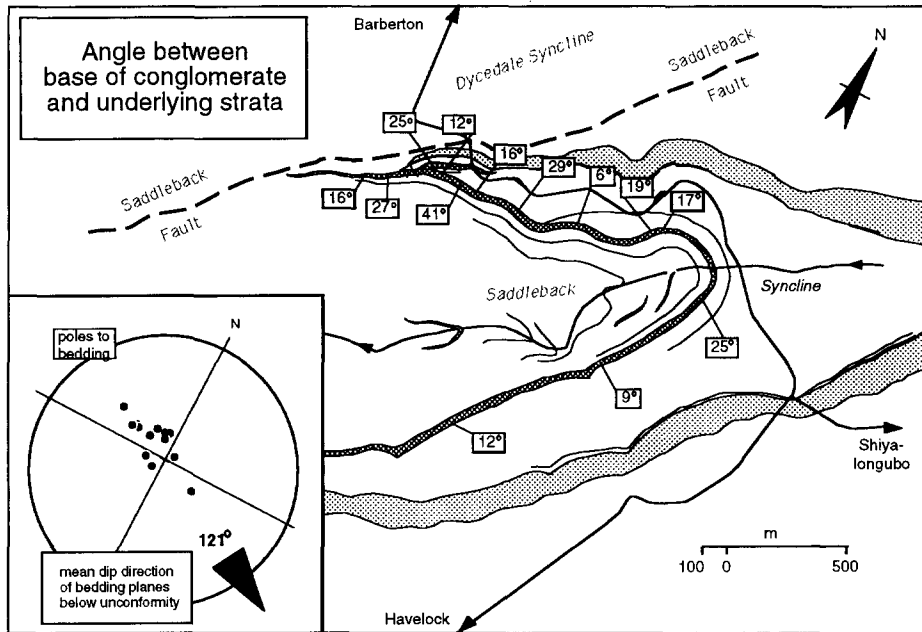 Angle between
base of conglomerate
and underlying strata
Barberton
Dycedale Syncline
Saddleback
Fault
N
25°
12°
16°
29°
6°
19°
17°
16°
27°
41°
Saddleback
Fault
Saddleback
Syncline
25°
9°
12°
Shiya-
longubo
Havelock
m
100 0 500
poles to
bedding
N
121°
mean dip direction
of bedding planes
below unconformity